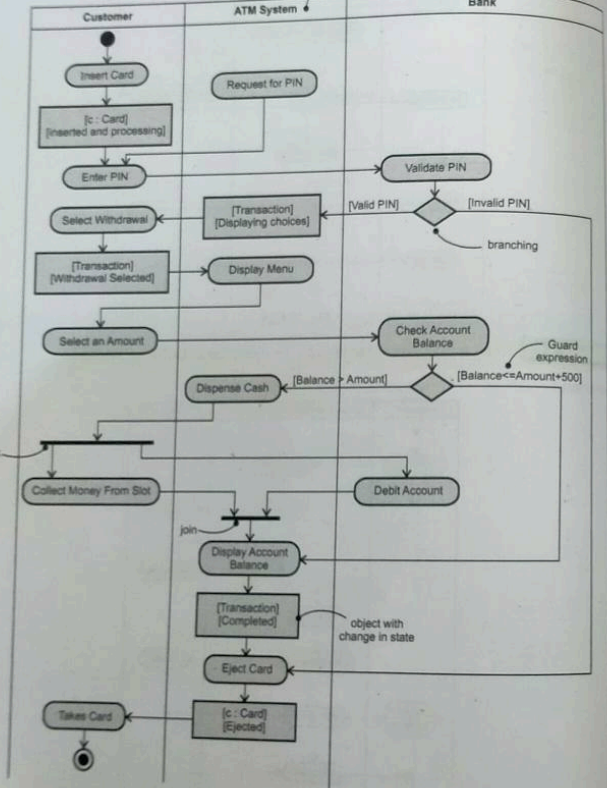 Customer
ATM System
Bank
Insert Card
Request for PIN
[c : Card]
[Inserted and processing]
Enter PIN
Validate PIN
[Valid PIN]
[Invalid PIN]
branching
[Transaction]
[Displaying choices]
Select Withdrawal
[Transaction]
[Withdrawal Selected]
Display Menu
Select an Amount
Check Account
Balance
Guard
expression
[Balance > Amount]
[Balance<=Amount+500]
Dispense Cash
Collect Money From Slot
Debit Account
join
Display Account
Balance
[Transaction]
[Completed]
object with
change in state
Eject Card
Takes Card
[c : Card]
[Ejected]